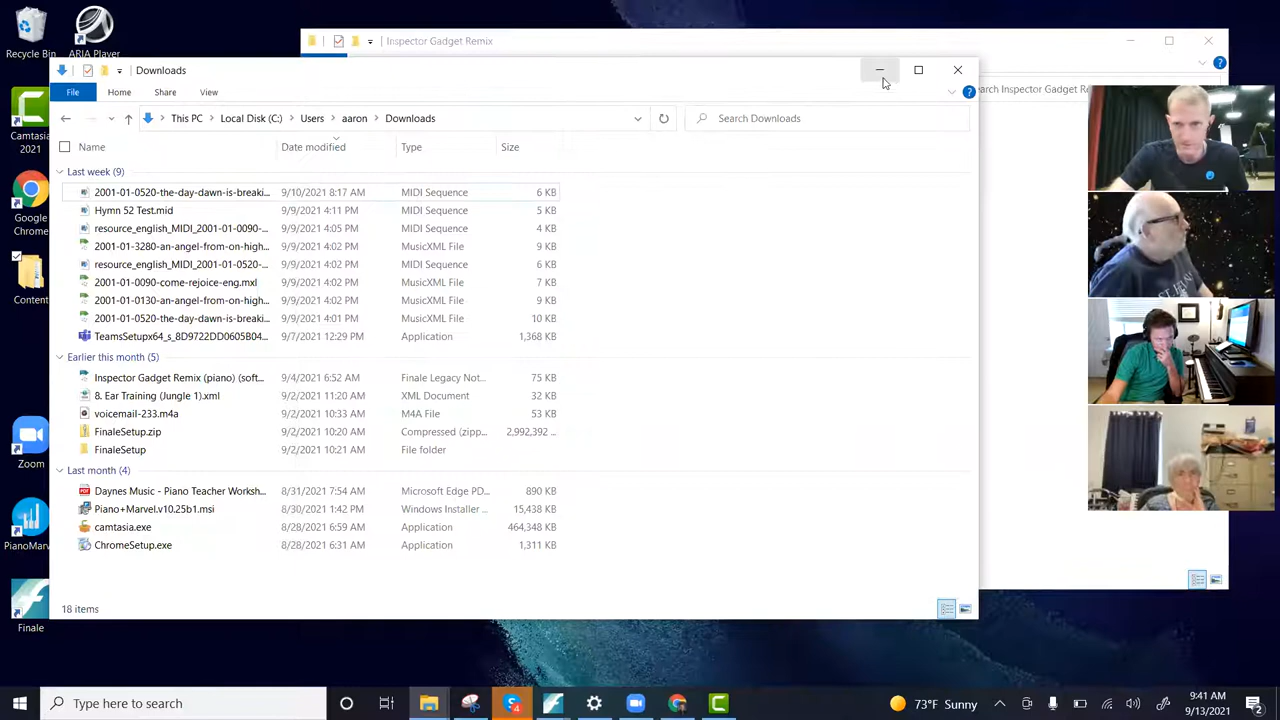 Recycle Bin
ARIA Player
Camtasia 2021
Google Chrome
Content
Zoom
PianoMarv
Finale
Inspector Gadget Remix
earch Inspector Gadget Re
Downloads
File Home Share View
This PC > Local Disk (C:) > Users > aaron > Downloads
Search Downloads
Name Date modified Type Size
Last week (9)
2001-01-0520-the-day-dawn-is-breaki... 9/10/2021 8:17 AM MIDI Sequence 6 KB
Hymn 52 Test.mid 9/9/2021 4:11 PM MIDI Sequence 5 KB
resource_english_MIDI_2001-01-0090-... 9/9/2021 4:05 PM MIDI Sequence 4 KB
2001-01-3280-an-angel-from-on-high... 9/9/2021 4:02 PM MusicXML File 9 KB
resource_english_MIDI_2001-01-0520-... 9/9/2021 4:02 PM MIDI Sequence 6 KB
2001-01-0090-come-rejoice-eng.mxl 9/9/2021 4:02 PM MusicXML File 7 KB
2001-01-0130-an-angel-from-on-high... 9/9/2021 4:02 PM MusicXML File 9 KB
2001-01-0520-the-day-dawn-is-breaki... 9/9/2021 4:01 PM MusicXML File 10 KB
TeamsSetupx64_s_8D9722DD0605B04... 9/7/2021 12:29 PM Application 1,368 KB
Earlier this month (5)
Inspector Gadget Remix (piano) (soft... 9/4/2021 6:52 AM Finale Legacy Not... 75 KB
8. Ear Training (Jungle 1).xml 9/2/2021 11:20 AM XML Document 32 KB
voicemail-233.m4a 9/2/2021 10:33 AM M4A File 53 KB
FinaleSetup.zip 9/2/2021 10:20 AM Compressed (zipp... 2,992,392 ...
FinaleSetup 9/2/2021 10:21 AM File folder
Last month (4)
Daynes Music - Piano Teacher Worksh... 8/31/2021 7:54 AM Microsoft Edge PD... 890 KB
Piano+Marvel.v10.25b1.msi 8/30/2021 1:42 PM Windows Installer ... 15,438 KB
camtasia.exe 8/28/2021 6:59 AM Application 464,348 KB
ChromeSetup.exe 8/28/2021 6:31 AM Application 1,311 KB
18 items
Type here to search
4
73°F Sunny
9:41 AM
9/13/2021
2